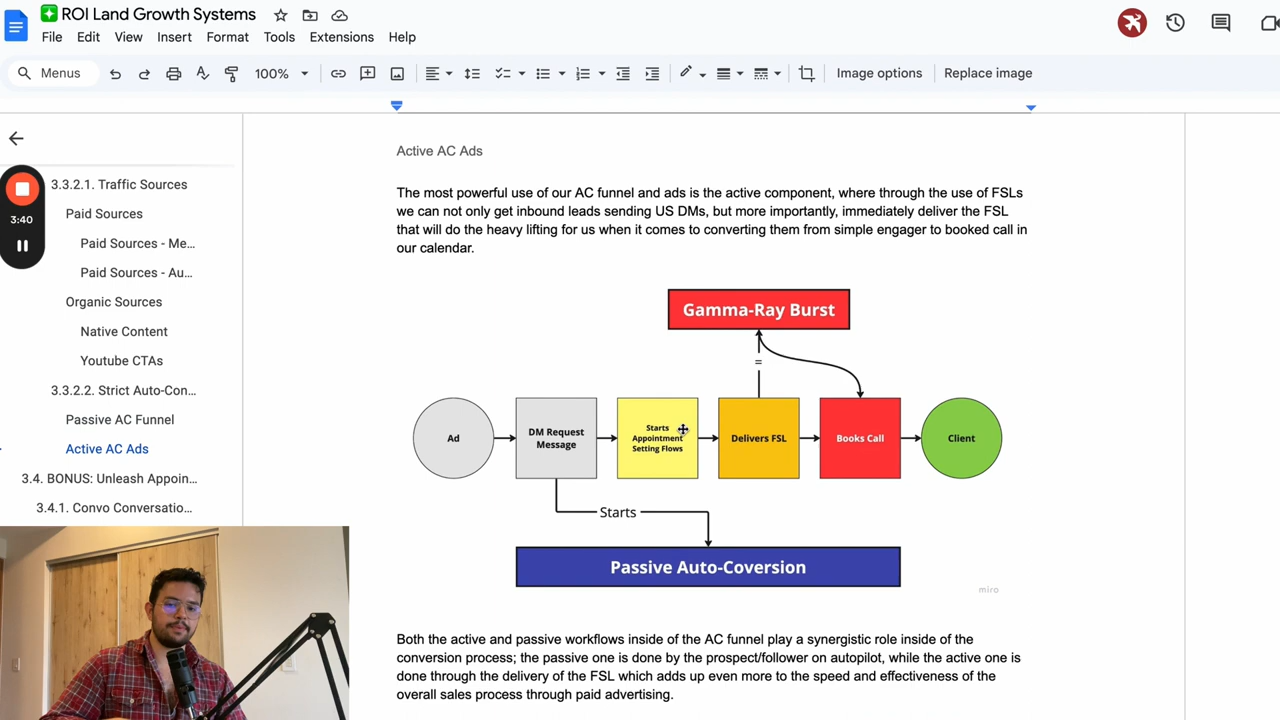 ROI Land Growth Systems
File Edit View Insert Format Tools Extensions Help
Menus 100% Image options Replace image
Active AC Ads
3:40
3.3.2.1. Traffic Sources
Paid Sources
Paid Sources - Me...
Paid Sources - Au...
Organic Sources
Native Content
Youtube CTAs
3.3.2.2. Strict Auto-Con...
Passive AC Funnel
Active AC Ads
3.4. BONUS: Unleash Appoin...
3.4.1. Convo Conversatio...
The most powerful use of our AC funnel and ads is the active component, where through the use of FSLs
we can not only get inbound leads sending US DMs, but more importantly, immediately deliver the FSL
that will do the heavy lifting for us when it comes to converting them from simple engager to booked call in
our calendar.
Gamma-Ray Burst
=
Ad
DM Request
Message
Starts
Appointment
Setting Flows
Delivers FSL
Books Call
Client
Starts
Passive Auto-Coversion
miro
Both the active and passive workflows inside of the AC funnel play a synergistic role inside of the
conversion process; the passive one is done by the prospect/follower on autopilot, while the active one is
done through the delivery of the FSL which adds up even more to the speed and effectiveness of the
overall sales process through paid advertising.